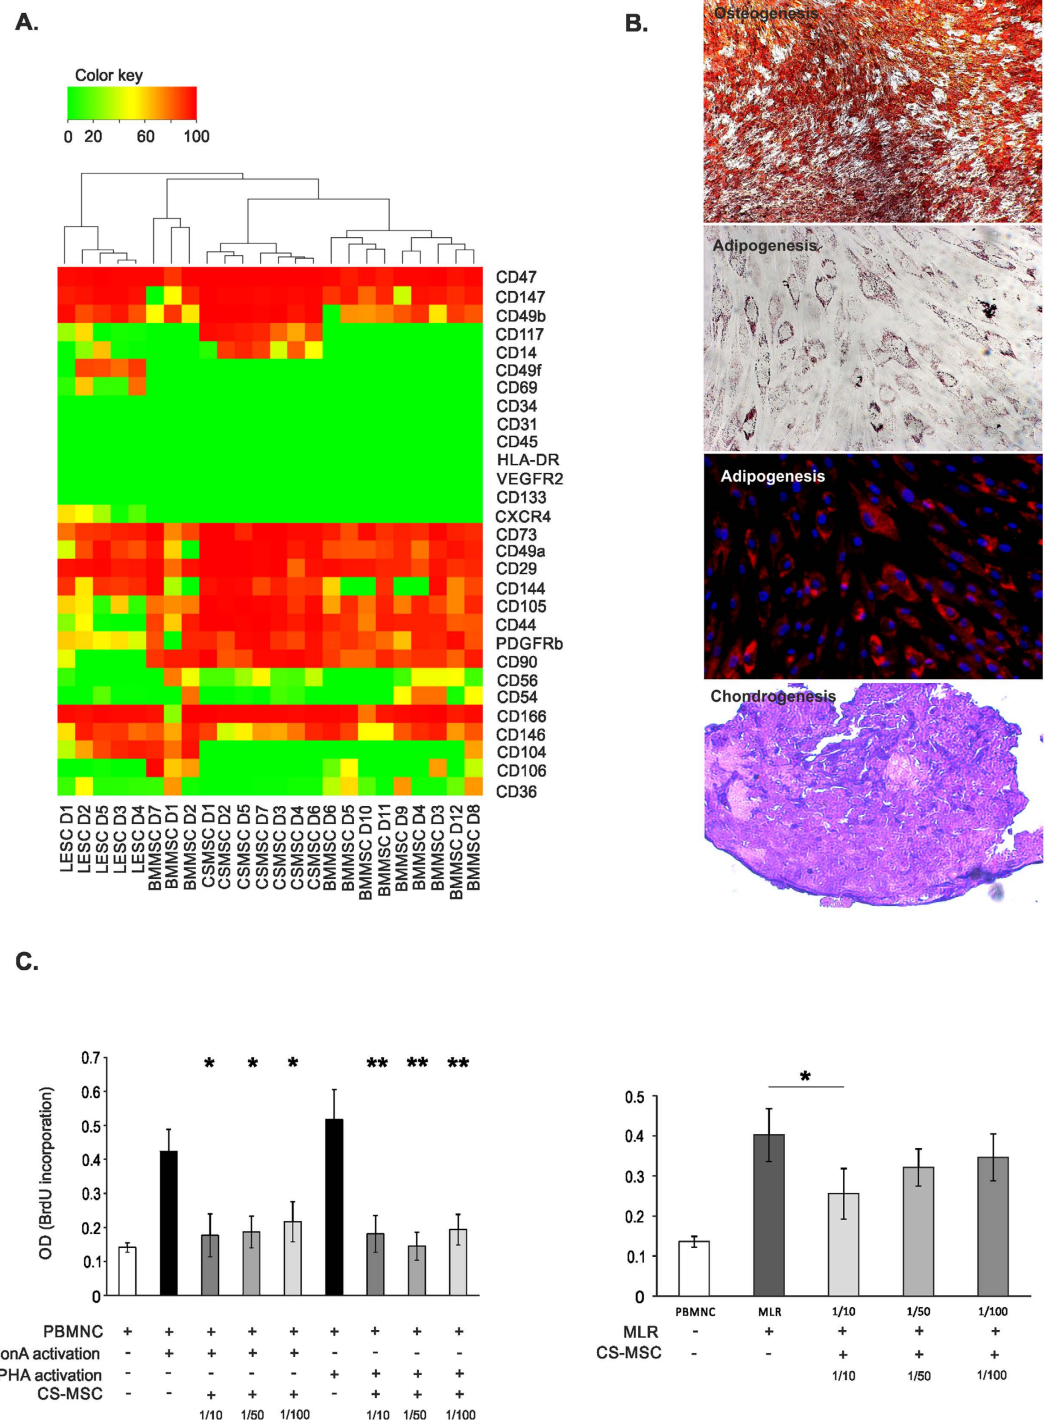 A.
B.
Color key
0 20 60 100
CD47
CD147
CD49b
CD117
CD14
CD49f
CD69
CD34
CD31
CD45
HLA-DR
VEGFR2
CD133
CXCR4
CD73
CD49a
CD29
CD144
CD105
CD44
PDGFRb
CD90
CD56
CD54
CD166
CD146
CD104
CD106
CD36
LESC D1
LESC D2
LESC D5
LESC D3
LESC D4
BMMSC D7
BMMSC D1
BMMSC D2
CSMSC D1
CSMSC D2
CSMSC D5
CSMSC D7
CSMSC D3
CSMSC D4
CSMSC D6
BMMSC D6
BMMSC D5
BMMSC D10
BMMSC D11
BMMSC D9
BMMSC D4
BMMSC D3
BMMSC D12
BMMSC D8
Osteogenesis
Adipogenesis
Adipogenesis
Chondrogenesis
C.
OD (BrdU incorporation)
0.7
0.6
0.5
0.4
0.3
0.2
0.1
0
* * * ** ** **
PBMNC + + + + + + + + +
onA activation - + + + + - - - -
PHA activation - - - - - + + + +
CS-MSC - - + + + - + + +
1/10 1/50 1/100 1/10 1/50 1/100
*
0.5
0.4
0.3
0.2
0.1
0
PBMNC MLR 1/10 1/50 1/100
MLR - + + + +
CS-MSC - - + + +
1/10 1/50 1/100